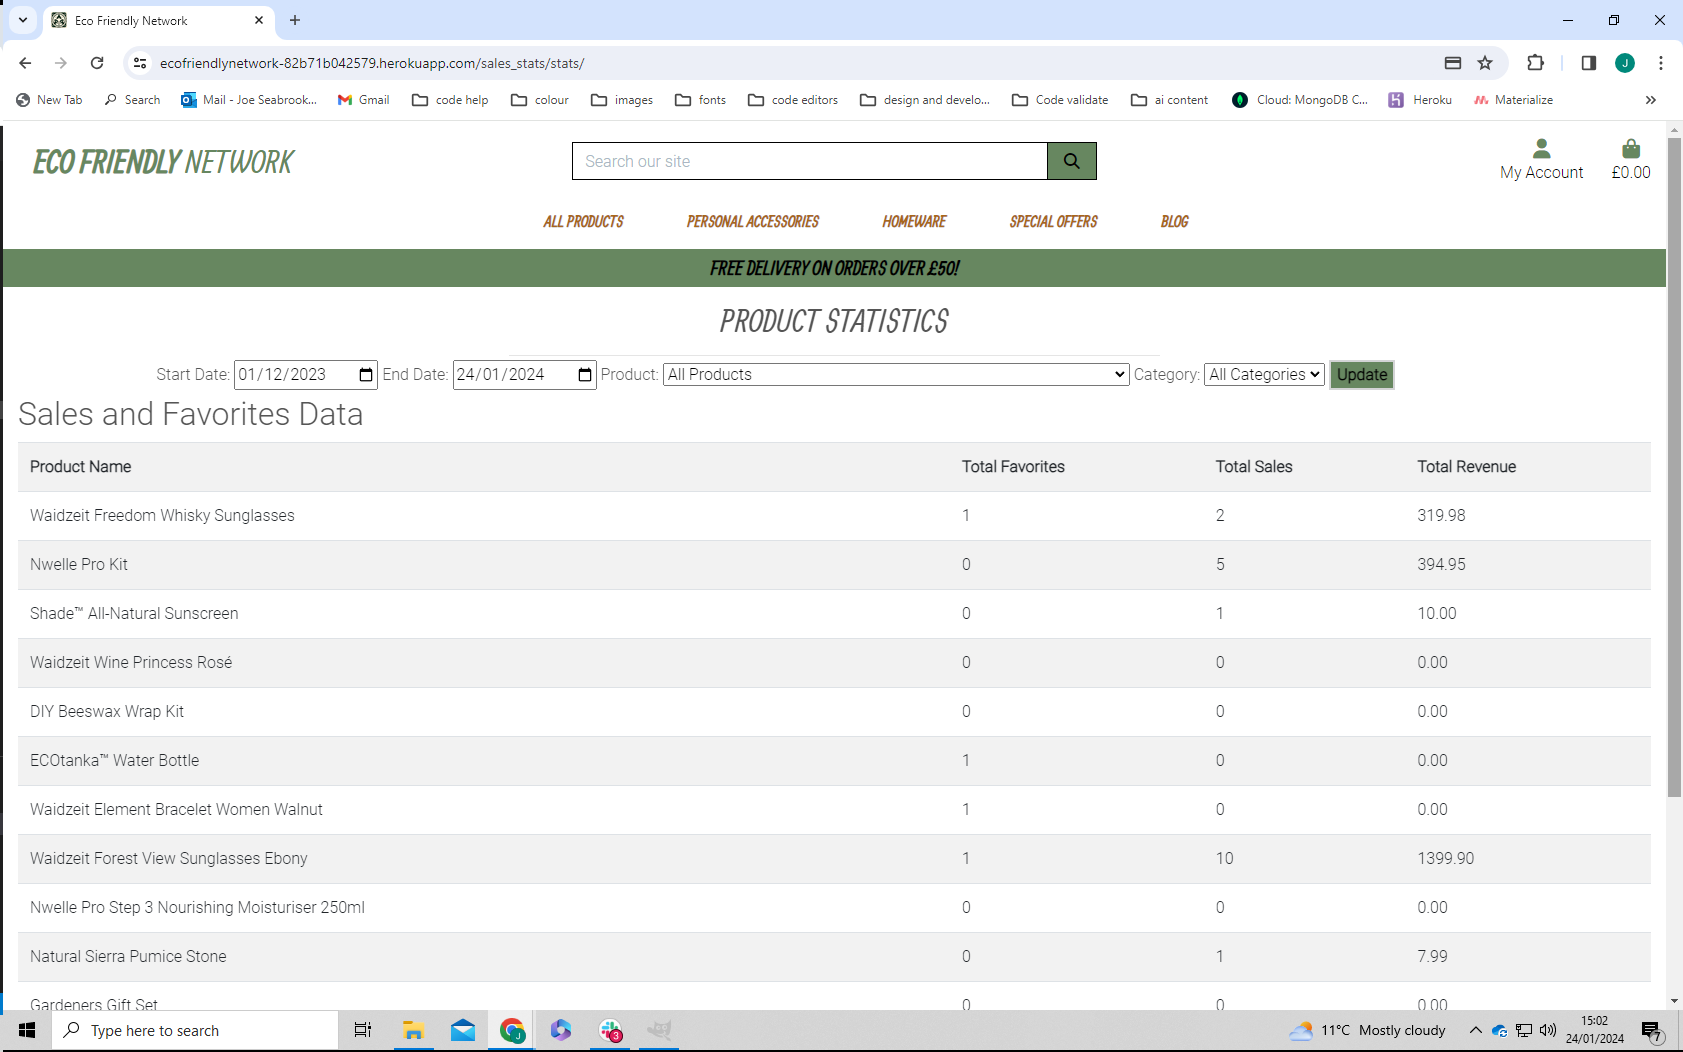 Eco Friendly Network
ecofriendlynetwork-82b71b042579.herokuapp.com/sales_stats/stats/
J
New Tab Search Mail - Joe Seabrook... Gmail code help colour images fonts code editors design and develo... Code validate ai content Cloud: MongoDB C... Heroku Materialize
ECO FRIENDLY NETWORK
Search our site
My Account £0.00
ALL PRODUCTS PERSONAL ACCESSORIES HOMEWARE SPECIAL OFFERS BLOG
FREE DELIVERY ON ORDERS OVER £50!
PRODUCT STATISTICS
Start Date: 01/12/2023 End Date: 24/01/2024 Product: All Products Category: All Categories Update
Sales and Favorites Data
Product Name Total Favorites Total Sales Total Revenue
Waidzeit Freedom Whisky Sunglasses 1 2 319.98
Nwelle Pro Kit 0 5 394.95
Shade™ All-Natural Sunscreen 0 1 10.00
Waidzeit Wine Princess Rosé 0 0 0.00
DIY Beeswax Wrap Kit 0 0 0.00
ECOtanka™ Water Bottle 1 0 0.00
Waidzeit Element Bracelet Women Walnut 1 0 0.00
Waidzeit Forest View Sunglasses Ebony 1 10 1399.90
Nwelle Pro Step 3 Nourishing Moisturiser 250ml 0 0 0.00
Natural Sierra Pumice Stone 0 1 7.99
Gardeners Gift Set 0 0 0.00
Type here to search
J
3
11°C Mostly cloudy
15:02
24/01/2024
7